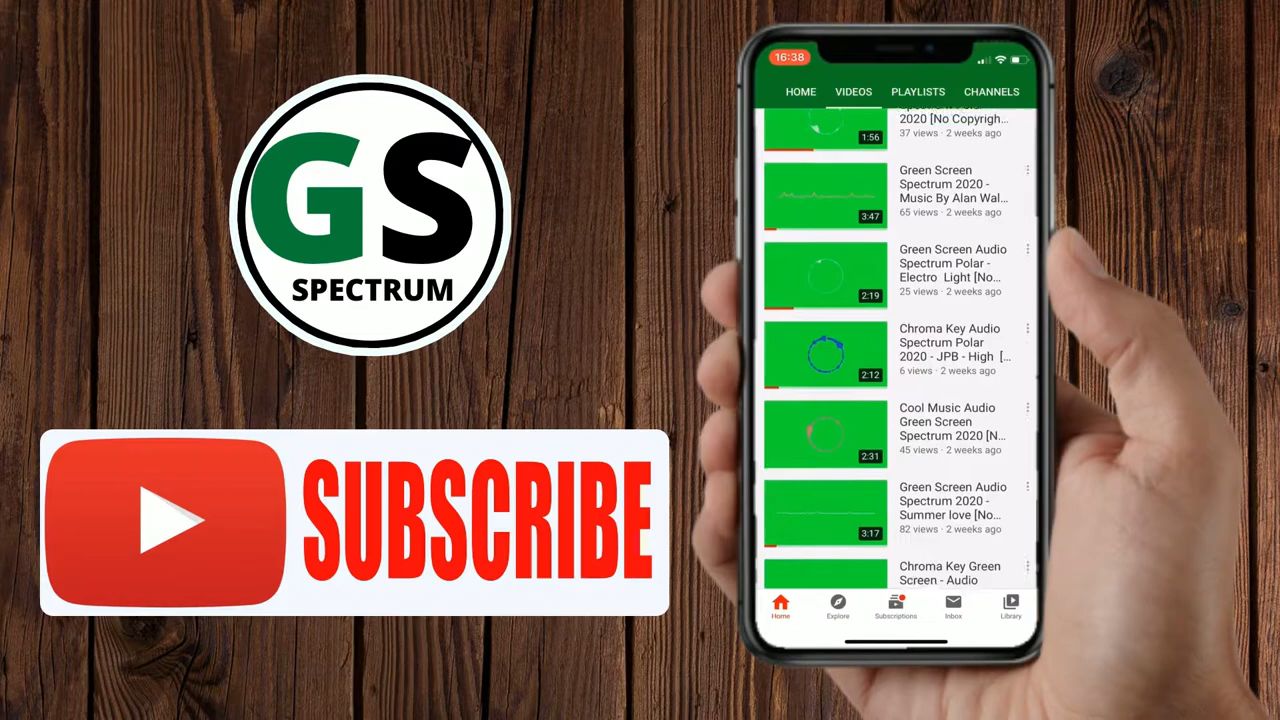 GS
SPECTRUM
SUBSCRIBE
16:38
HOME VIDEOS PLAYLISTS CHANNELS
2020 [No Copyrigh...
37 views · 2 weeks ago
1:56
Green Screen
Spectrum 2020 -
Music By Alan Wal...
65 views · 2 weeks ago
3:47
Green Screen Audio
Spectrum Polar -
Electro Light [No...
25 views · 2 weeks ago
2:19
Chroma Key Audio
Spectrum Polar
2020 - JPB - High [...
6 views · 2 weeks ago
2:12
Cool Music Audio
Green Screen
Spectrum 2020 [N...
45 views · 2 weeks ago
2:31
Green Screen Audio
Spectrum 2020 -
Summer love [No...
82 views · 2 weeks ago
3:17
Chroma Key Green
Screen - Audio
Home Explore Subscriptions Inbox Library